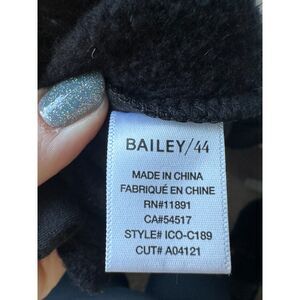 BAILEY/44
MADE IN CHINA
FABRIQUÉ EN CHINE
RN#11891
CA#54517
STYLE# ICO-C189
CUT# A04121